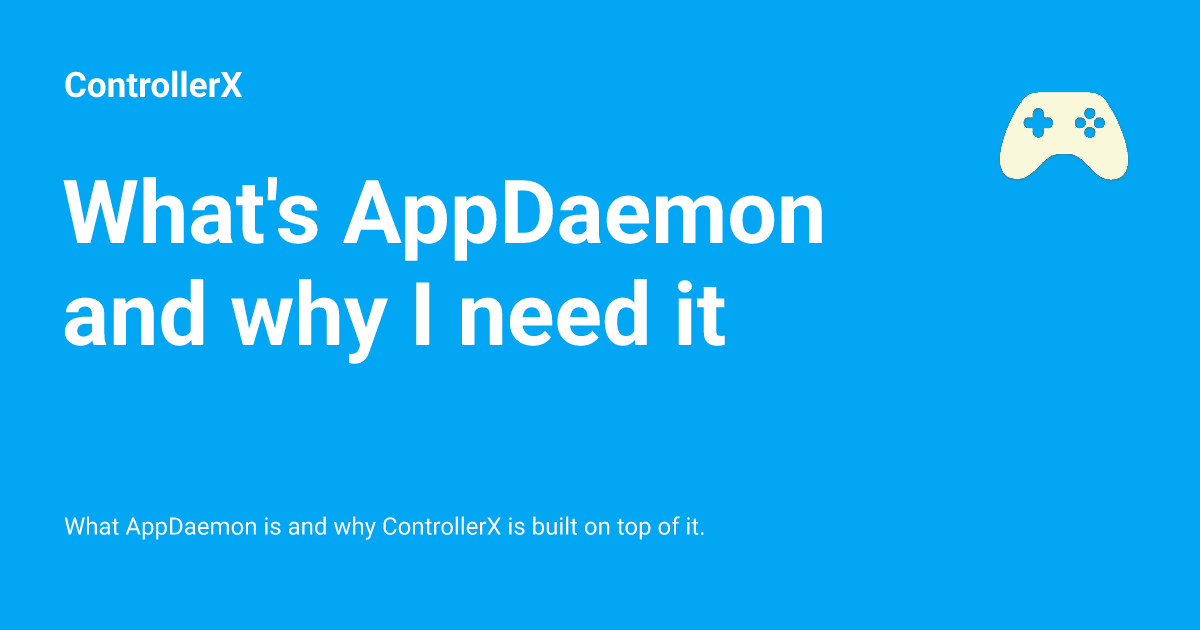 ControllerX
What's AppDaemon
and why I need it
What AppDaemon is and why ControllerX is built on top of it.